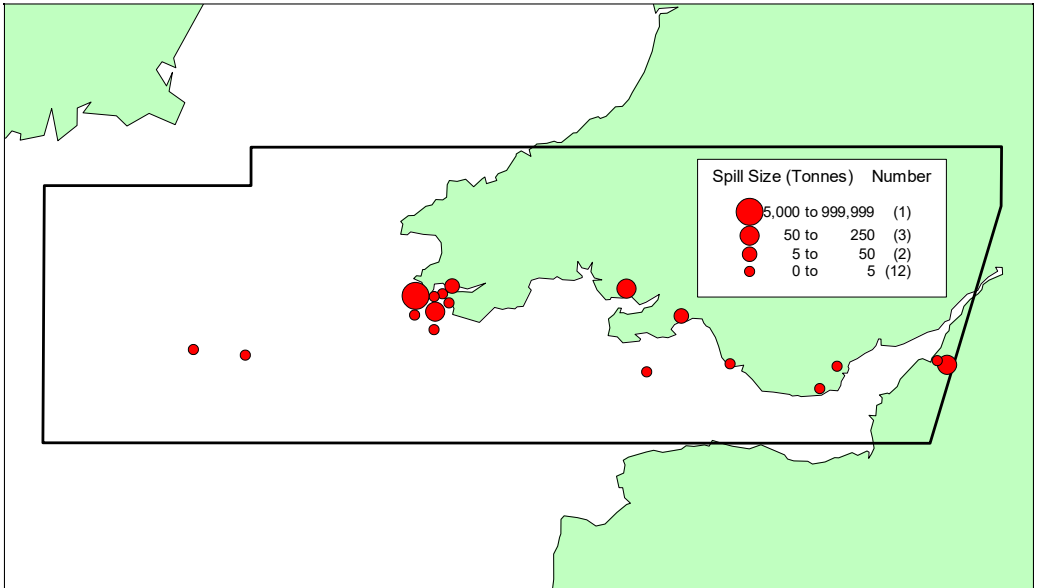 Spill Size (Tonnes) Number
5,000 to 999,999 (1)
50 to 250 (3)
5 to 50 (2)
0 to 5 (12)